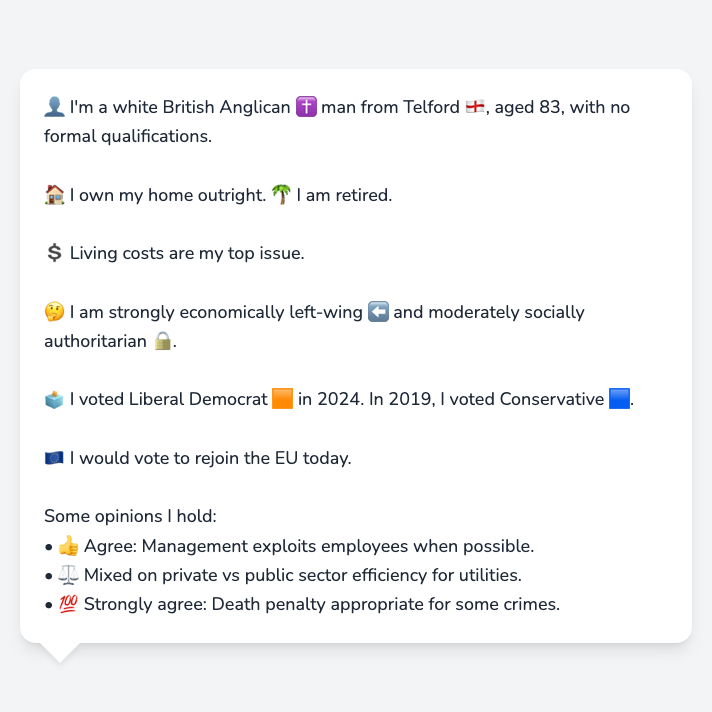 👤 I'm a white British Anglican ✝️ man from Telford 🏴󠁧󠁢󠁥󠁮󠁧󠁿, aged 83, with no
formal qualifications.
🏠 I own my home outright. 🌴 I am retired.
💲 Living costs are my top issue.
🤔 I am strongly economically left-wing ⬅️ and moderately socially
authoritarian 🔒.
🗳️ I voted Liberal Democrat 🟧 in 2024. In 2019, I voted Conservative 🟦.
🇪🇺 I would vote to rejoin the EU today.
Some opinions I hold:
• 👍 Agree: Management exploits employees when possible.
• ⚖️ Mixed on private vs public sector efficiency for utilities.
• 💯 Strongly agree: Death penalty appropriate for some crimes.